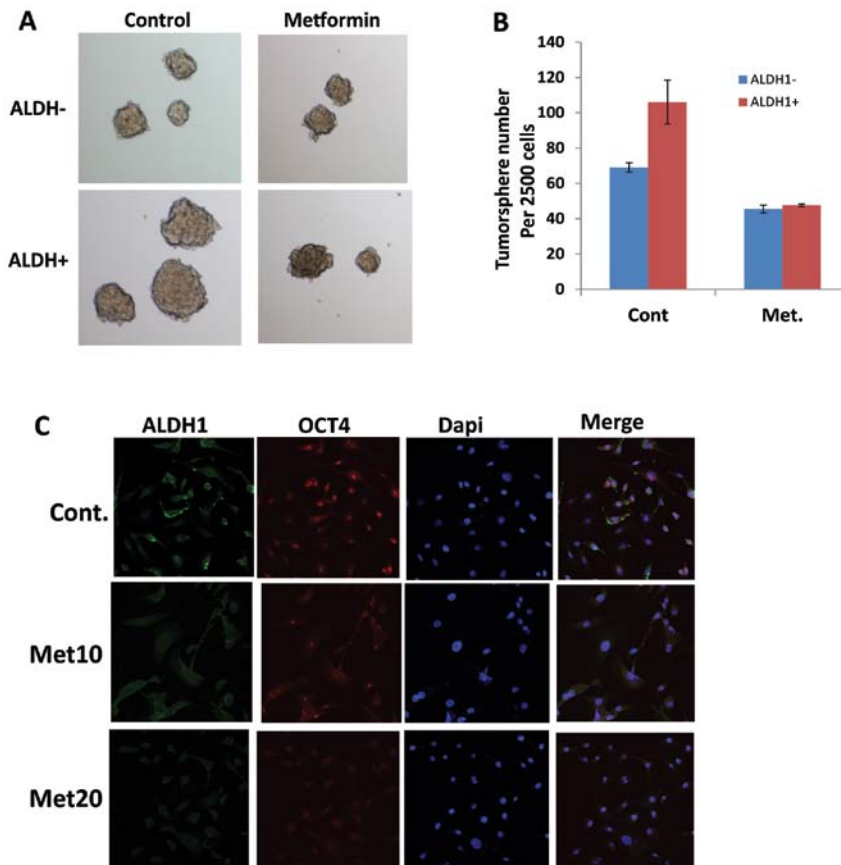 A
Control
Metformin
ALDH-
ALDH+
B
Tumorsphere number
Per 2500 cells
140
120
100
80
60
40
20
0
ALDH1-
ALDH1+
Cont
Met.
C
ALDH1
OCT4
Dapi
Merge
Cont.
Met10
Met20